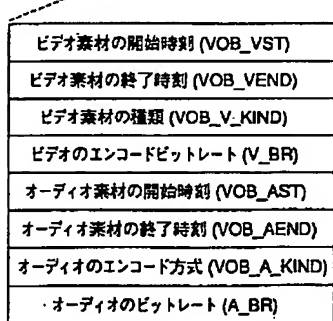 ビデオ素材の開始時刻 (VOB_VST)
ビデオ素材の終了時刻 (VOB_VEND)
ビデオ素材の種類 (VOB_V_KIND)
ビデオのエンコードビットレート (V_BR)
オーディオ素材の開始時刻 (VOB_AST)
オーディオ素材の終了時刻 (VOB_AEND)
オーディオのエンコード方式 (VOB_A_KIND)
オーディオのビットレート (A_BR)